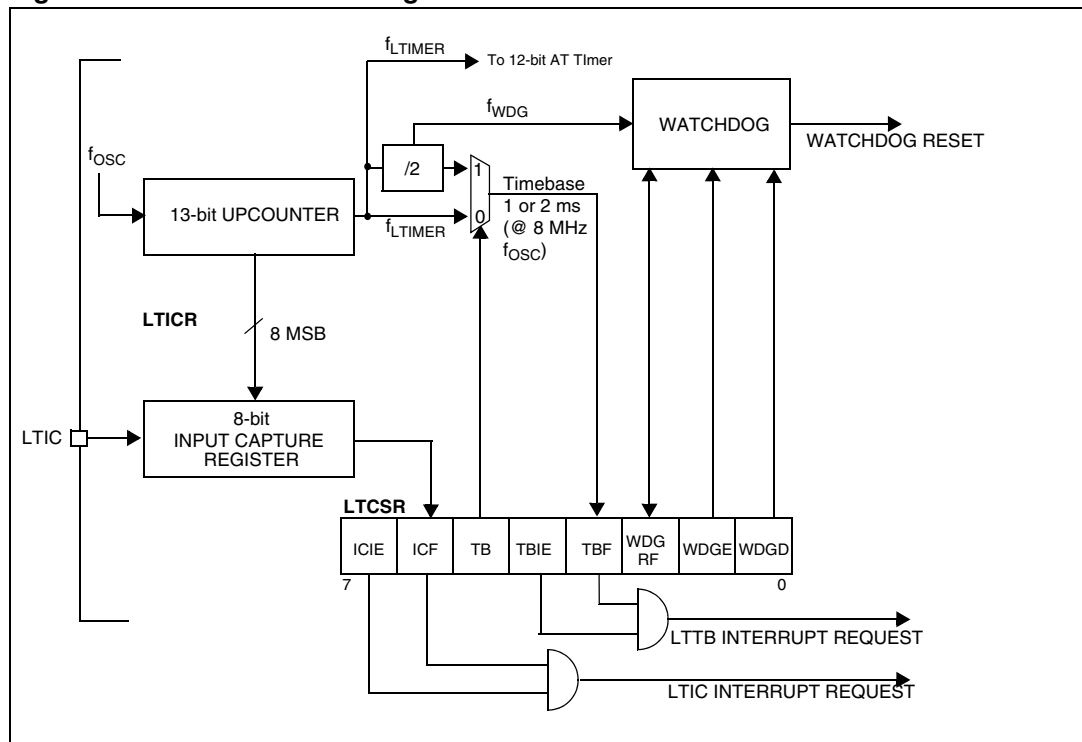 fLTIMER
To 12-bit AT TImer
fWDG
WATCHDOG
WATCHDOG RESET
fOSC
/2
1
Timebase
1 or 2 ms
(@ 8 MHz
fOSC)
0
13-bit UPCOUNTER
fLTIMER
LTICR
8 MSB
LTIC
8-bit
INPUT CAPTURE
REGISTER
LTCSR
ICIE ICF TB TBIE TBF WDG RF WDGE WDGD
7 0
LTTB INTERRUPT REQUEST
LTIC INTERRUPT REQUEST